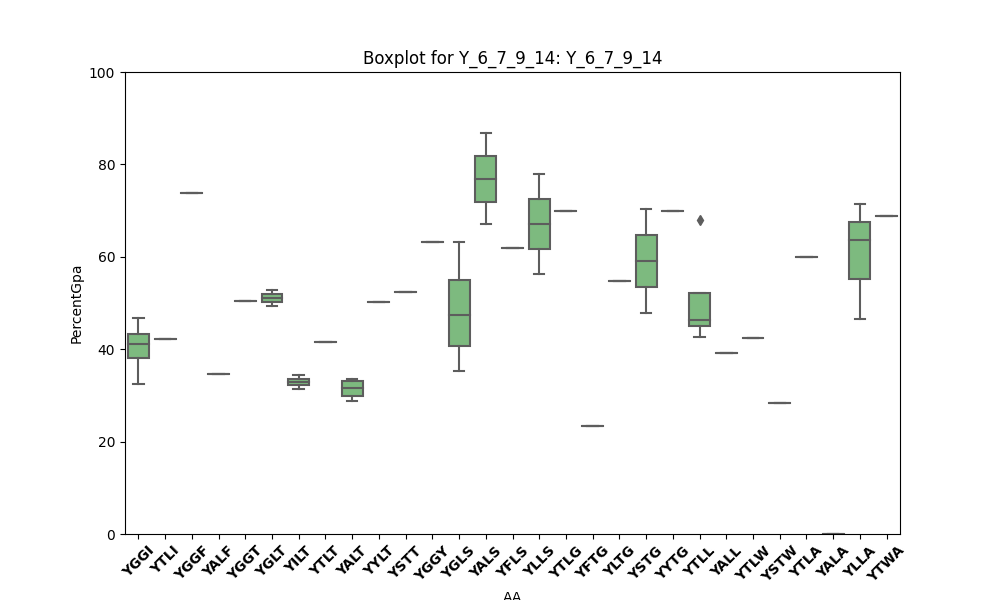 Boxplot for Y_6_7_9_14: Y_6_7_9_14
100
80
60
40
20
0
PercentGpa
YGGI YTLI YGGF YALF YGGT YGLT YILT YTLT YALT YYLT YSTT YGGY YGLS YALS YFLS YLLS YTLG YFTG YLTG YSTG YYTG YTLL YALL YTLW YSTW YTLA YALA YLLA YTWA
AA